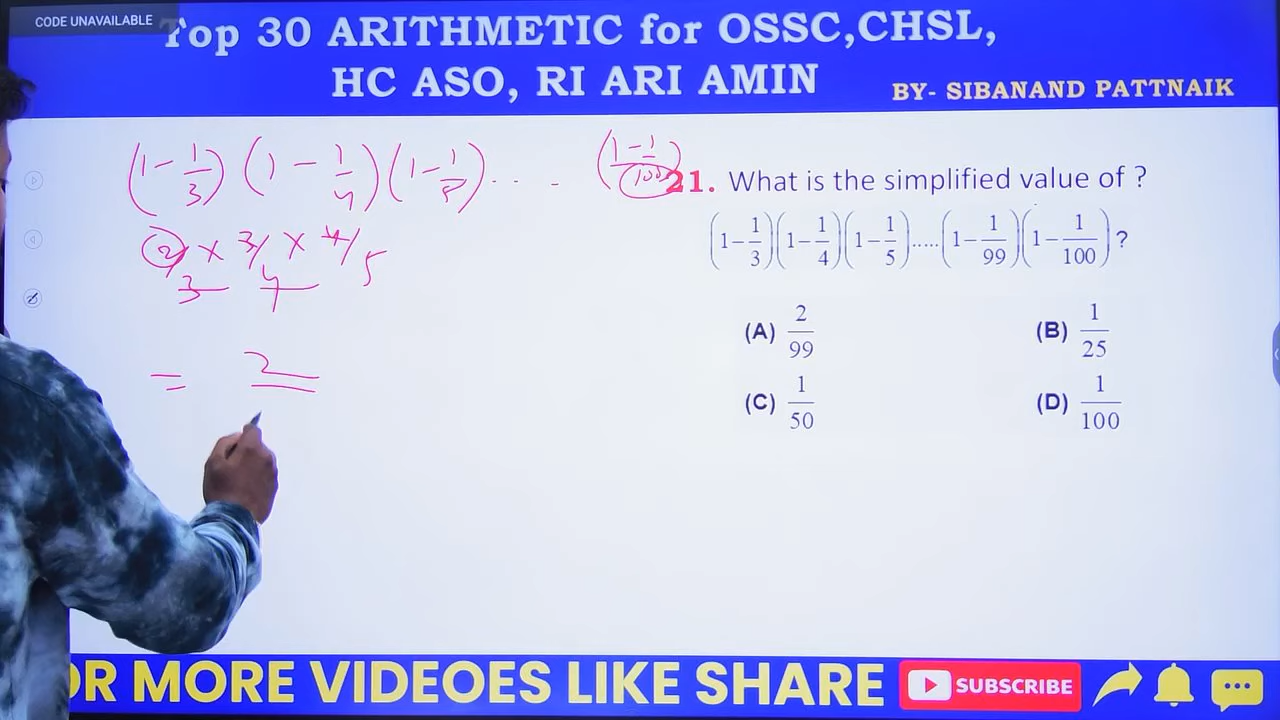 CODE UNAVAILABLE
Top 30 ARITHMETIC for OSSC,CHSL,
HC ASO, RI ARI AMIN
BY- SIBANAND PATTNAIK
(1 - 1/3) (1 - 1/4) (1 - 1/5) ... - (1 - 1/100)
2/3 × 3/4 × 4/5
= 2
21. What is the simplified value of ?
(1-1/3)(1-1/4)(1-1/5).....(1-1/99)(1-1/100)?
(A) 2/99
(B) 1/25
(C) 1/50
(D) 1/100
OR MORE VIDEOES LIKE SHARE
SUBSCRIBE